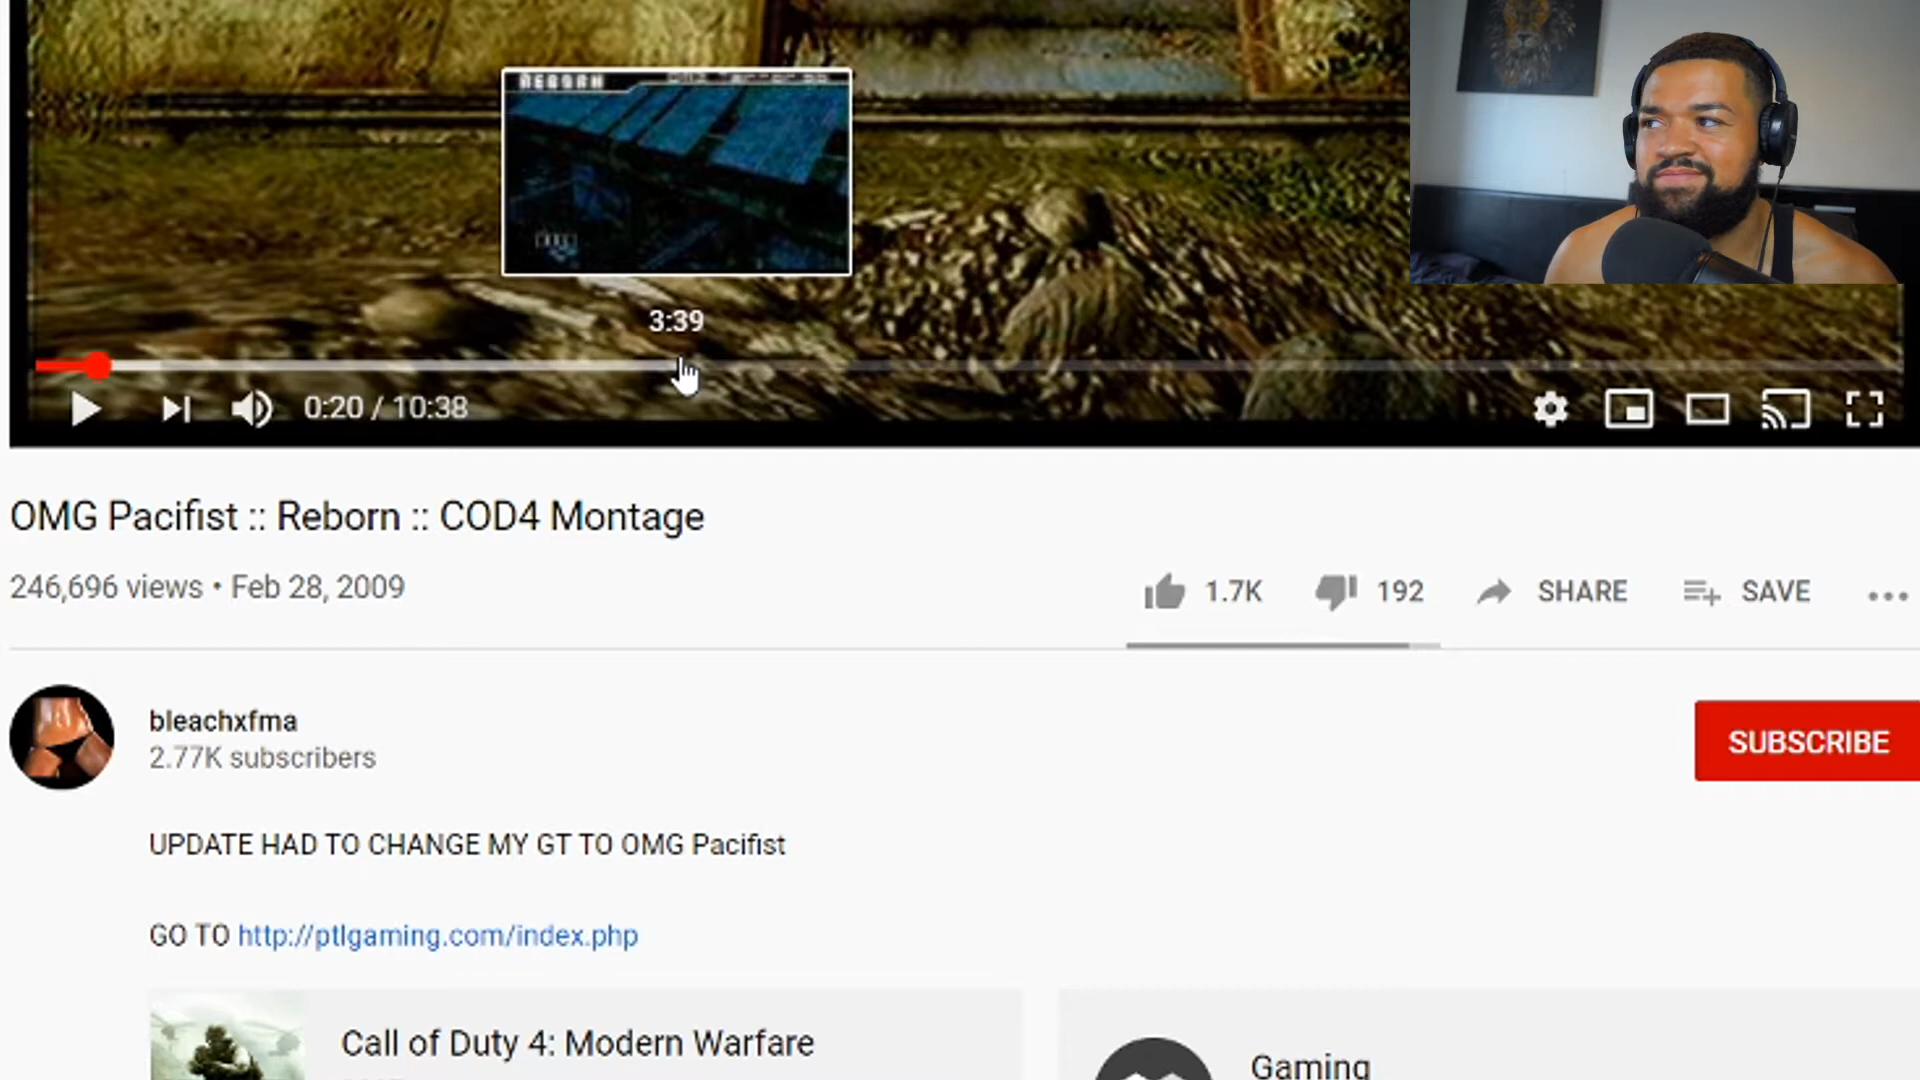 REBORN
3:39
0:20 / 10:38
OMG Pacifist :: Reborn :: COD4 Montage
246,696 views • Feb 28, 2009
1.7K
192
SHARE
SAVE
bleachxfma
2.77K subscribers
SUBSCRIBE
UPDATE HAD TO CHANGE MY GT TO OMG Pacifist
GO TO http://ptlgaming.com/index.php
Call of Duty 4: Modern Warfare
Gaming